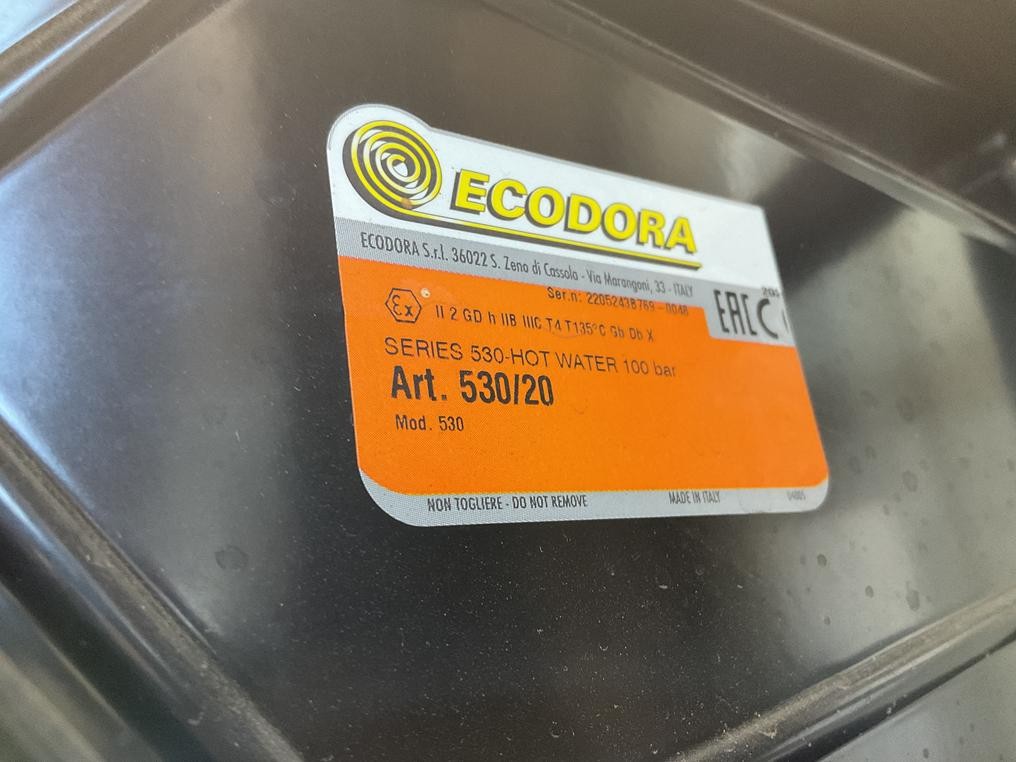 ECODORA
ECODORA S.r.l. 36022 S. Zeno di Cassola - Via Marangoni, 33 - ITALY
Ser.n: 22052438769 - 0048
EAC
Ex II 2 GD h IIB IIIC T4 T135°C Gb Db X
SERIES 530-HOT WATER 100 bar
Art. 530/20
Mod. 530
NON TOGLIERE - DO NOT REMOVE MADE IN ITALY